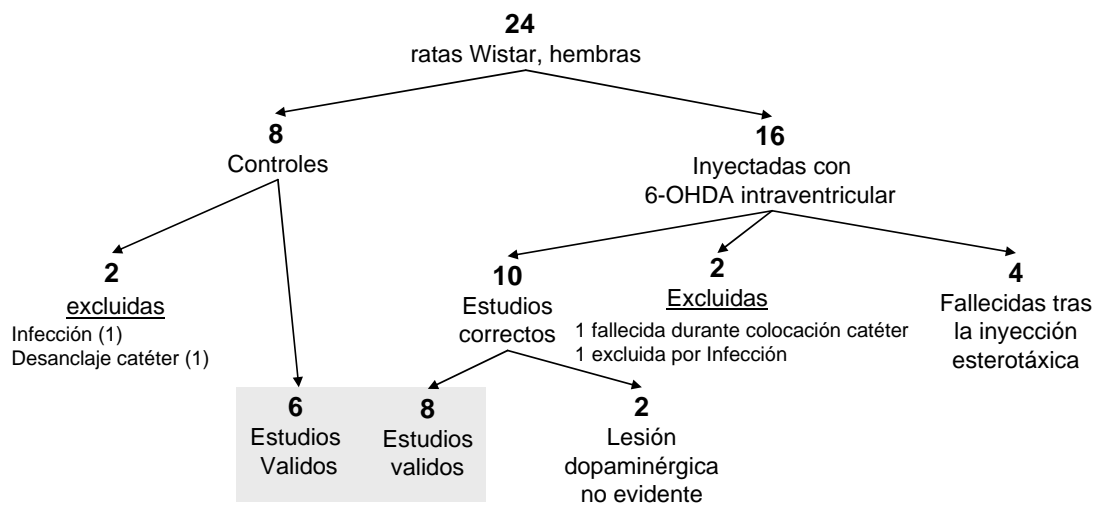 24
ratas Wistar, hembras
8
Controles
16
Inyectadas con
6-OHDA intraventricular
2
excluidas
Infección (1)
Desanclaje catéter (1)
10
Estudios
correctos
2
Excluidas
1 fallecida durante colocación catéter
1 excluida por Infección
4
Fallecidas tras
la inyección
esterotáxica
6
Estudios
Validos
8
Estudios
validos
2
Lesión
dopaminérgica
no evidente